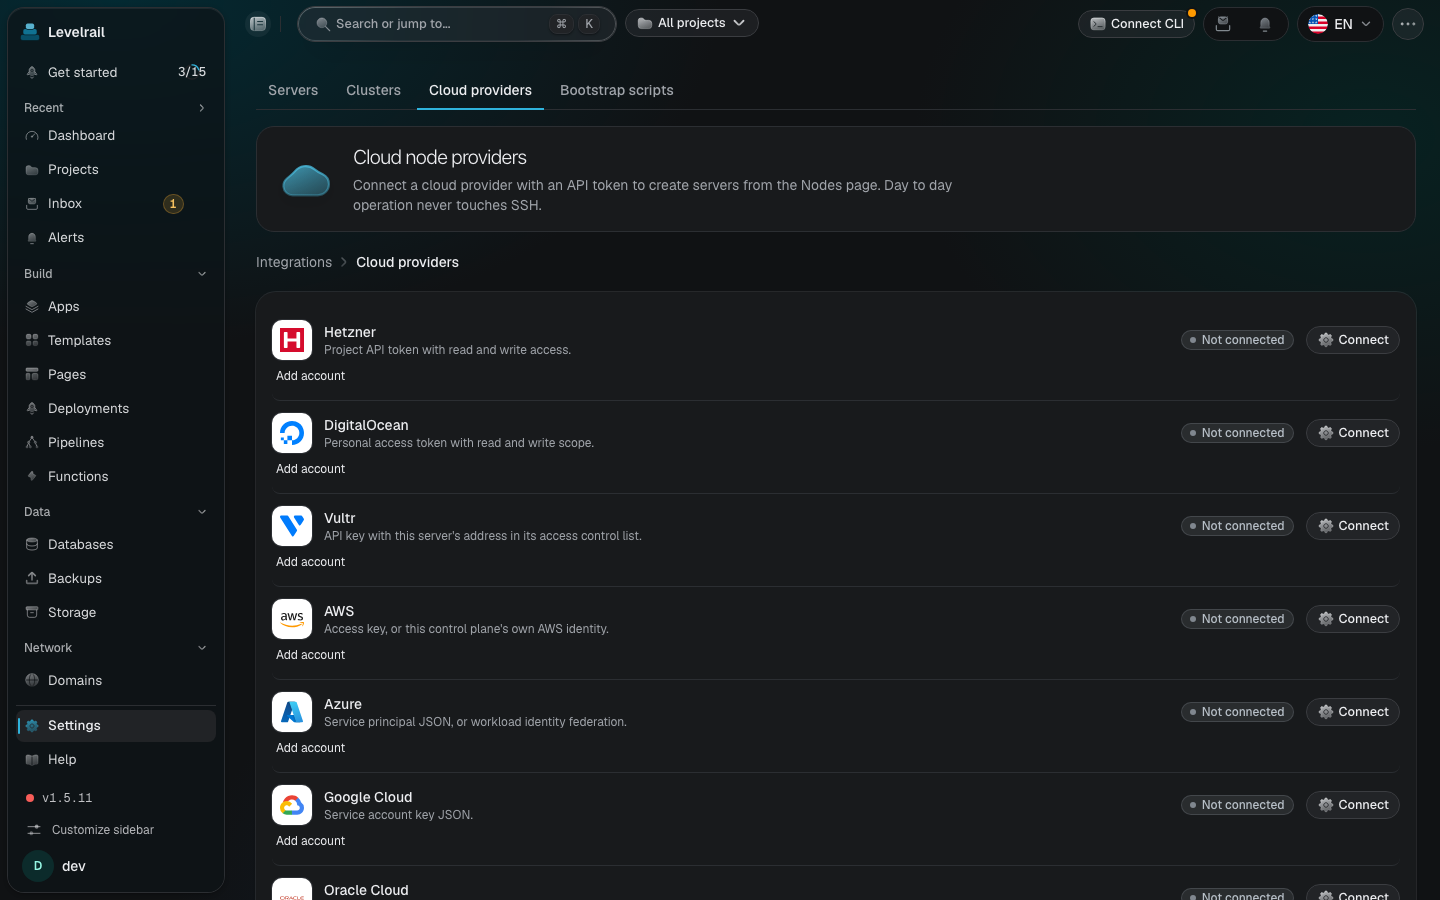 Levelrail
Get started 3/15
Recent
Dashboard
Projects
Inbox 1
Alerts
Build
Apps
Templates
Pages
Deployments
Pipelines
Functions
Data
Databases
Backups
Storage
Network
Domains
Settings
Help
v1.5.11
Customize sidebar
D dev
Search or jump to... ⌘ K
All projects
Connect CLI
EN
Servers Clusters Cloud providers Bootstrap scripts
Cloud node providers
Connect a cloud provider with an API token to create servers from the Nodes page. Day to day
operation never touches SSH.
Integrations Cloud providers
Hetzner
Project API token with read and write access.
Not connected Connect
Add account
DigitalOcean
Personal access token with read and write scope.
Not connected Connect
Add account
Vultr
API key with this server's address in its access control list.
Not connected Connect
Add account
aws
AWS
Access key, or this control plane's own AWS identity.
Not connected Connect
Add account
Azure
Service principal JSON, or workload identity federation.
Not connected Connect
Add account
Google Cloud
Service account key JSON.
Not connected Connect
Add account
ORACLE
Oracle Cloud
Not connected Connect